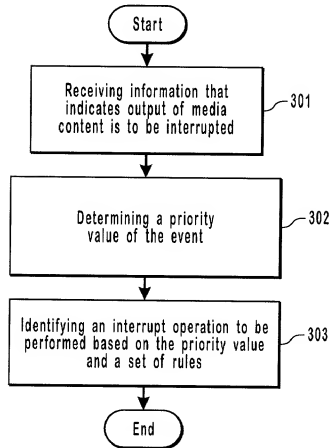 Start
Receiving information that
indicates output of media
content is to be interrupted
301
Determining a priority
value of the event
302
Identifying an interrupt operation to be
performed based on the priority value
and a set of rules
303
End